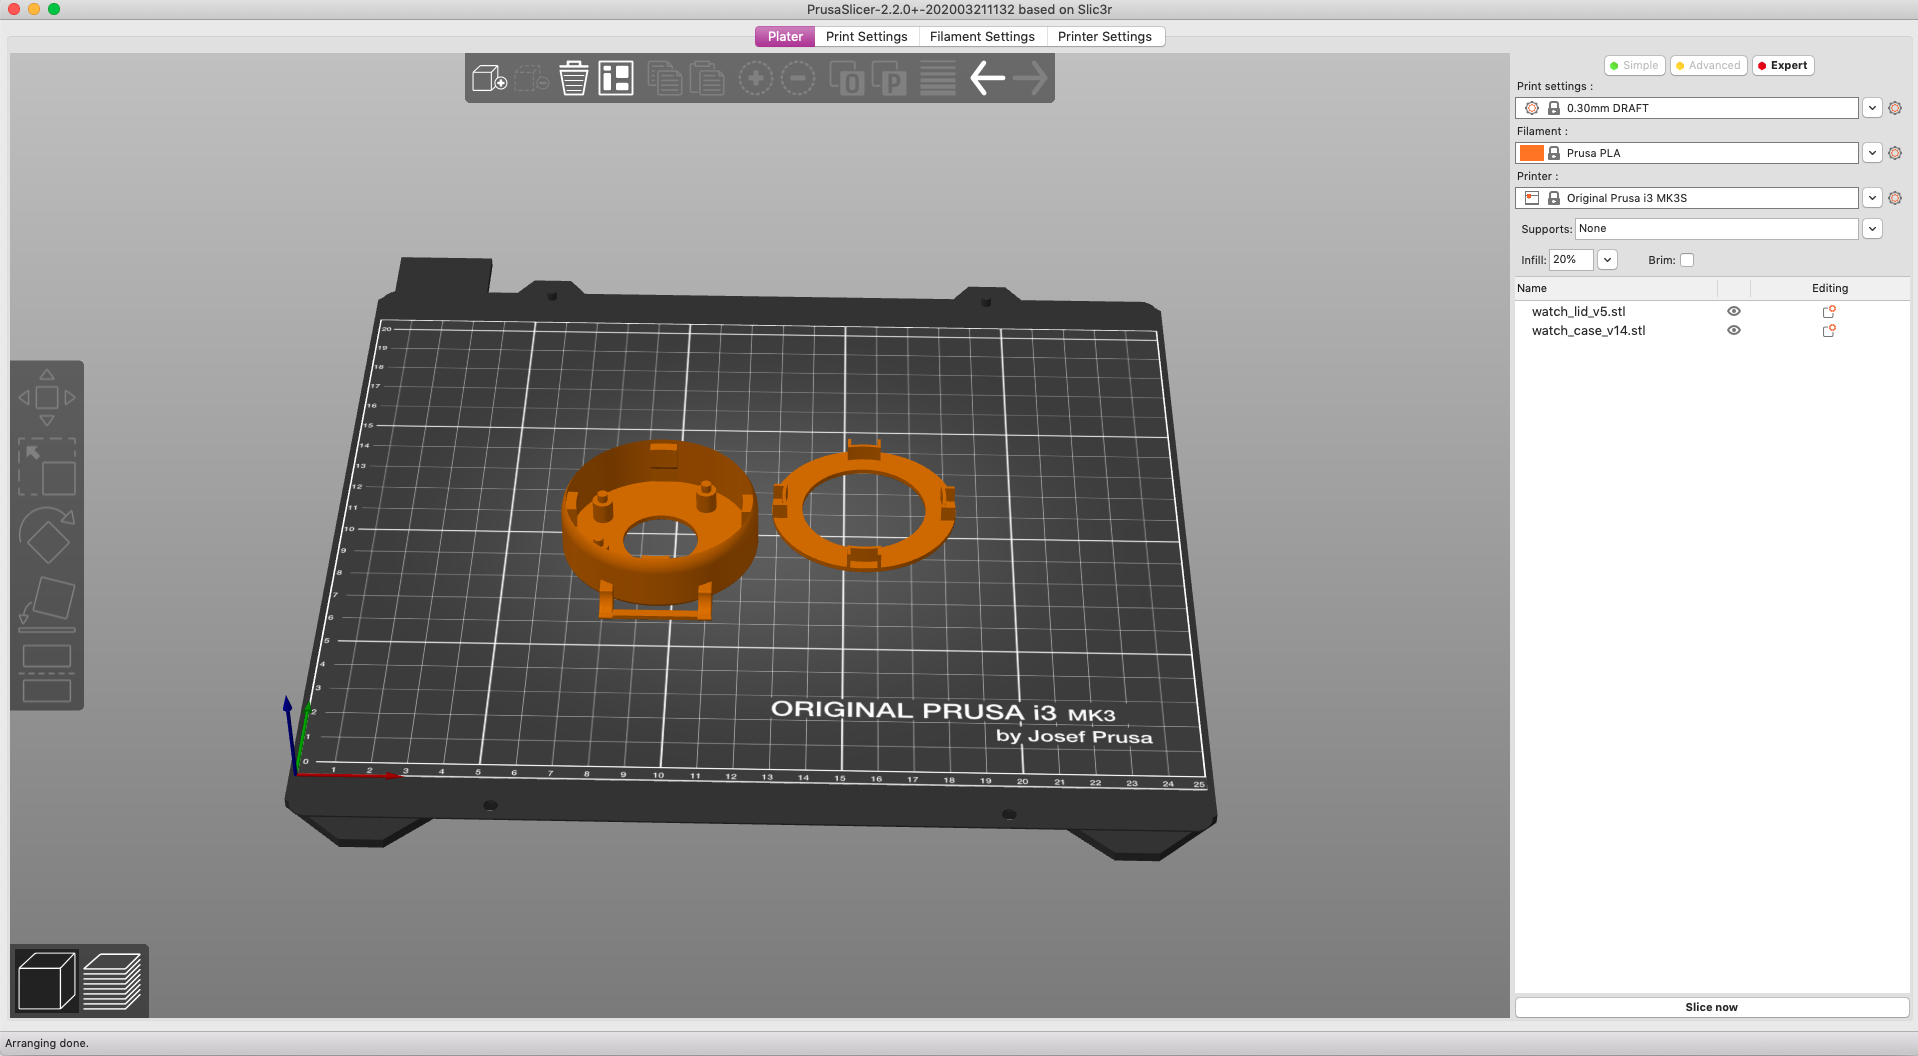 PrusaSlicer-2.2.0+-202003211132 based on Slic3r
Plater Print Settings Filament Settings Printer Settings
Simple Advanced Expert
Print settings :
0.30mm DRAFT
Filament :
Prusa PLA
Printer :
Original Prusa i3 MK3S
Supports: None
Infill: 20% Brim:
Name Editing
watch_lid_v5.stl
watch_case_v14.stl
O P
20
19
18
17
16
15
14
13
12
11
10
9
8
7
6
5
4
3
2
1
0
1 2 3 4 5 6 7 8 9 10 11 12 13 14 15 16 17 18 19 20 21 22 23 24 25
ORIGINAL PRUSA i3 MK3
by Josef Prusa
Slice now
Arranging done.